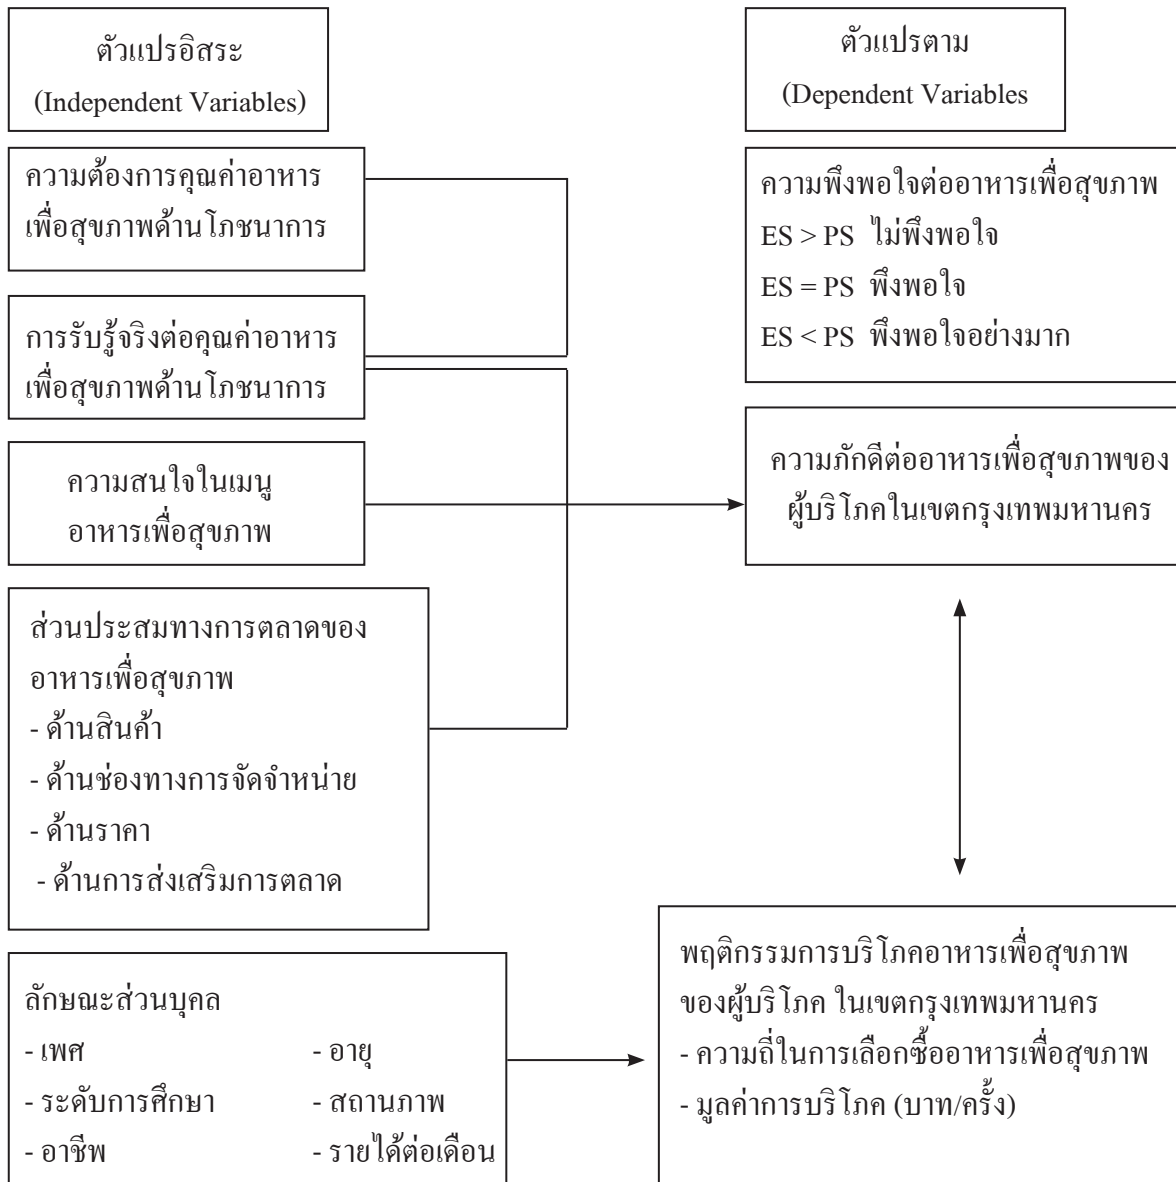 ตัวแปรอิสระ
(Independent Variables)
ตัวแปรตาม
(Dependent Variables
ความต้องการคุณค่าอาหาร
เพื่อสุขภาพด้านโภชนาการ
ความพึงพอใจต่ออาหารเพื่อสุขภาพ
ES > PS ไม่พึงพอใจ
ES = PS พึงพอใจ
ES < PS พึงพอใจอย่างมาก
การรับรู้จริงต่อคุณค่าอาหาร
เพื่อสุขภาพด้านโภชนาการ
ความสนใจในเมนู
อาหารเพื่อสุขภาพ
ความภักดีต่ออาหารเพื่อสุขภาพของ
ผู้บริโภคในเขตกรุงเทพมหานคร
ส่วนประสมทางการตลาดของ
อาหารเพื่อสุขภาพ
- ด้านสินค้า
- ด้านช่องทางการจัดจำหน่าย
- ด้านราคา
- ด้านการส่งเสริมการตลาด
ลักษณะส่วนบุคล
- เพศ - อายุ
- ระดับการศึกษา - สถานภาพ
- อาชีพ - รายได้ต่อเดือน
พฤติกรรมการบริโภคอาหารเพื่อสุขภาพ
ของผู้บริโภค ในเขตกรุงเทพมหานคร
- ความถี่ในการเลือกซื้ออาหารเพื่อสุขภาพ
- มูลค่าการบริโภค (บาท/ครั้ง)